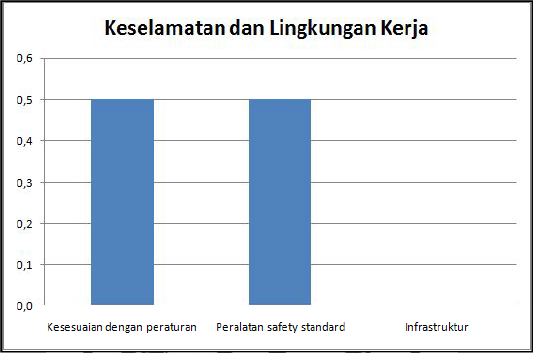 Keselamatan dan Lingkungan Kerja
0,6
0,5
0,4
0,3
0,2
0,1
0,0
Kesesuaian dengan peraturan
Peralatan safety standard
Infrastruktur